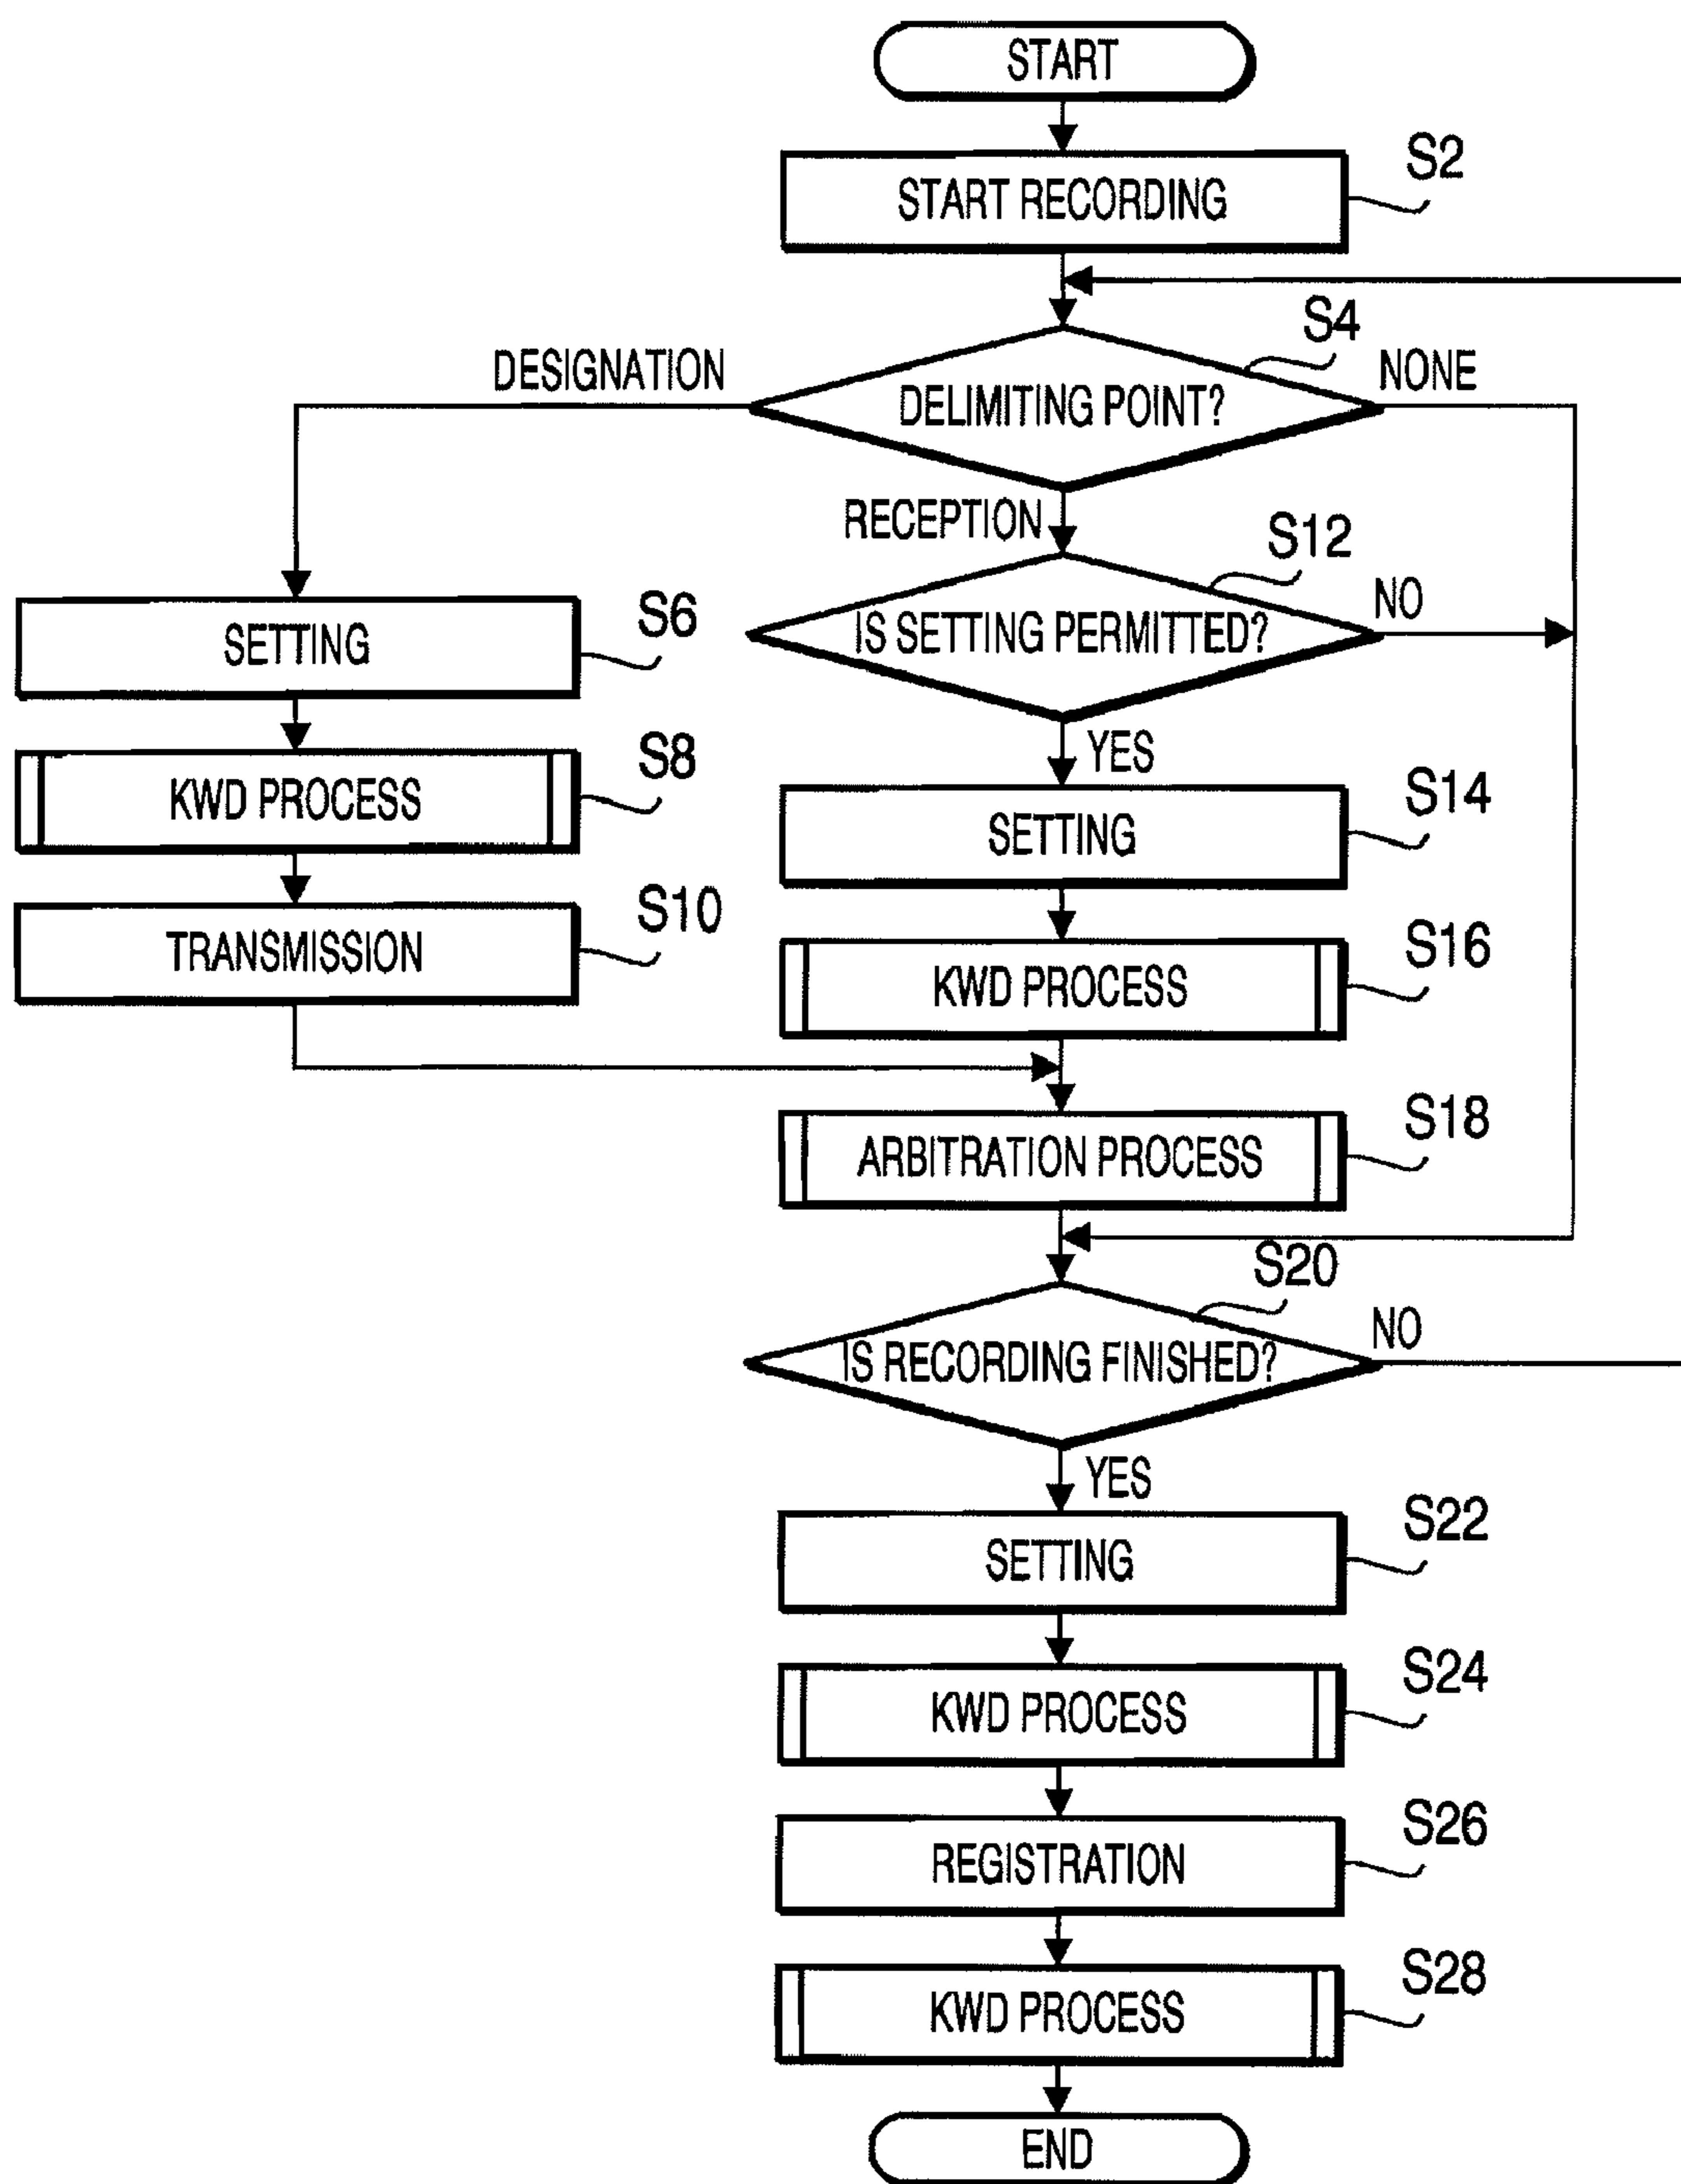 START
START RECORDING
S2
DELIMITING POINT?
S4
DESIGNATION
NONE
RECEPTION
SETTING
S6
KWD PROCESS
S8
TRANSMISSION
S10
IS SETTING PERMITTED?
S12
NO
YES
SETTING
S14
KWD PROCESS
S16
ARBITRATION PROCESS
S18
IS RECORDING FINISHED?
S20
NO
YES
SETTING
S22
KWD PROCESS
S24
REGISTRATION
S26
KWD PROCESS
S28
END